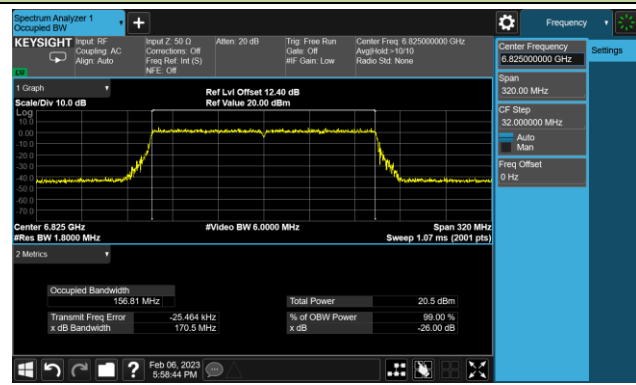 Spectrum Analyzer 1
Occupied BW
Frequency
KEYSIGHT
Input: RF
Coupling: AC
Align: Auto
Input Z: 50 Ω
Corrections: Off
Freq Ref: Int (S)
NFE: Off
Atten: 20 dB
Trig: Free Run
Gate: Off
#IF Gain: Low
Center Freq: 6.825000000 GHz
Avg|Hold:>10/10
Radio Std: None
Center Frequency
6.825000000 GHz
Settings
Span
320.00 MHz
CF Step
32.000000 MHz
Auto
Man
Freq Offset
0 Hz
1 Graph
Scale/Div 10.0 dB
Ref Lvl Offset 12.40 dB
Ref Value 20.00 dBm
Log
10.0
0.00
-10.0
-20.0
-30.0
-40.0
-50.0
-60.0
-70.0
Center 6.825 GHz
#Res BW 1.8000 MHz
#Video BW 6.0000 MHz
Span 320 MHz
Sweep 1.07 ms (2001 pts)
2 Metrics
Occupied Bandwidth
156.81 MHz
Total Power 20.5 dBm
Transmit Freq Error -25.464 kHz
% of OBW Power 99.00 %
x dB Bandwidth 170.5 MHz
x dB -26.00 dB
Feb 06, 2023
5:58:44 PM